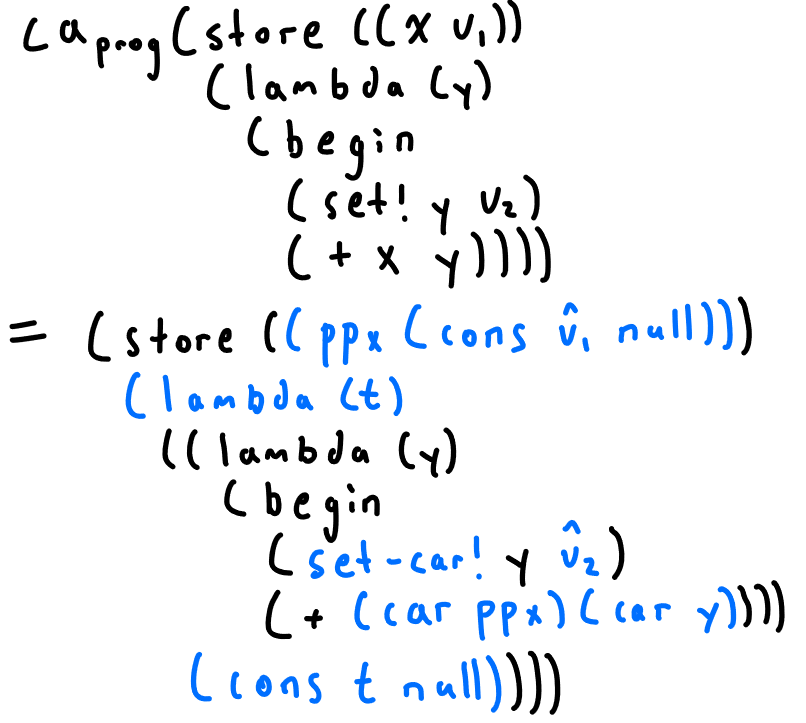 (a_prog (store ((x v₁))
(lambda (y)
(begin
(set! y v₂)
(+ x y))))
= (store ((ppx (cons v̂₁ null)))
(lambda (t)
((lambda (y)
(begin
(set-car! y v̂₂)
(+ (car ppx) (car y))))
(cons t null))))